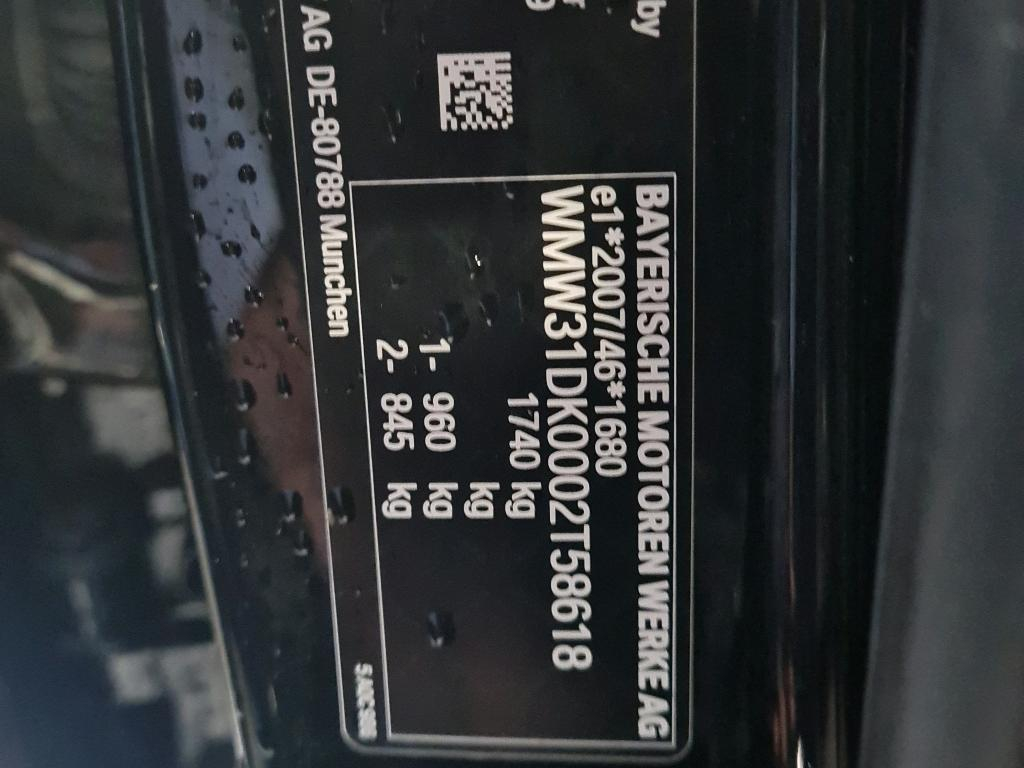 by
AG DE-80788 Munchen
BAYERISCHE MOTOREN WERKE AG
e1*2007/46*1680
WMW31DK0002T58618
1740 kg
kg
1- 960 kg
2- 845 kg